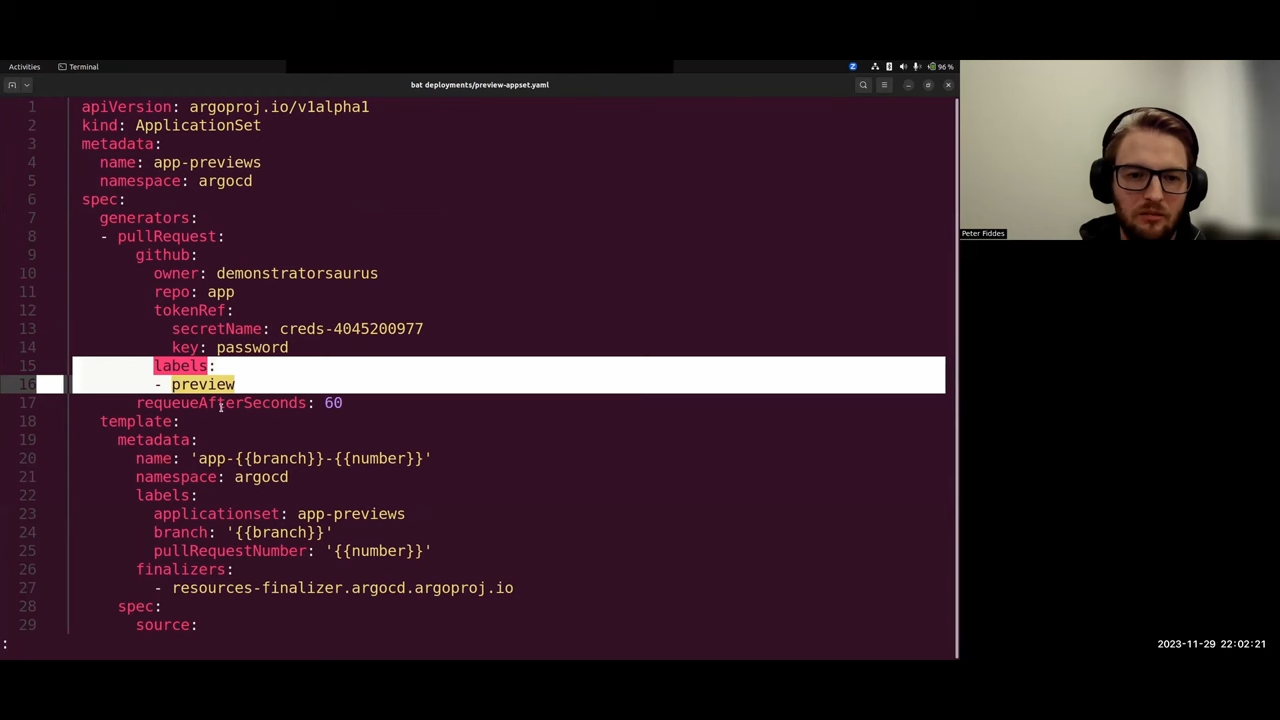 Activities
Terminal
96 %
bat deployments/preview-appset.yaml
1 apiVersion: argoproj.io/v1alpha1
2 kind: ApplicationSet
3 metadata:
4 name: app-previews
5 namespace: argocd
6 spec:
7 generators:
8 - pullRequest:
9 github:
10 owner: demonstratorsaurus
11 repo: app
12 tokenRef:
13 secretName: creds-4045200977
14 key: password
15 labels:
16 - preview
17 requeueAfterSeconds: 60
18 template:
19 metadata:
20 name: 'app-{{branch}}-{{number}}'
21 namespace: argocd
22 labels:
23 applicationset: app-previews
24 branch: '{{branch}}'
25 pullRequestNumber: '{{number}}'
26 finalizers:
27 - resources-finalizer.argocd.argoproj.io
28 spec:
29 source:
:
Peter Fiddes
2023-11-29 22:02:21